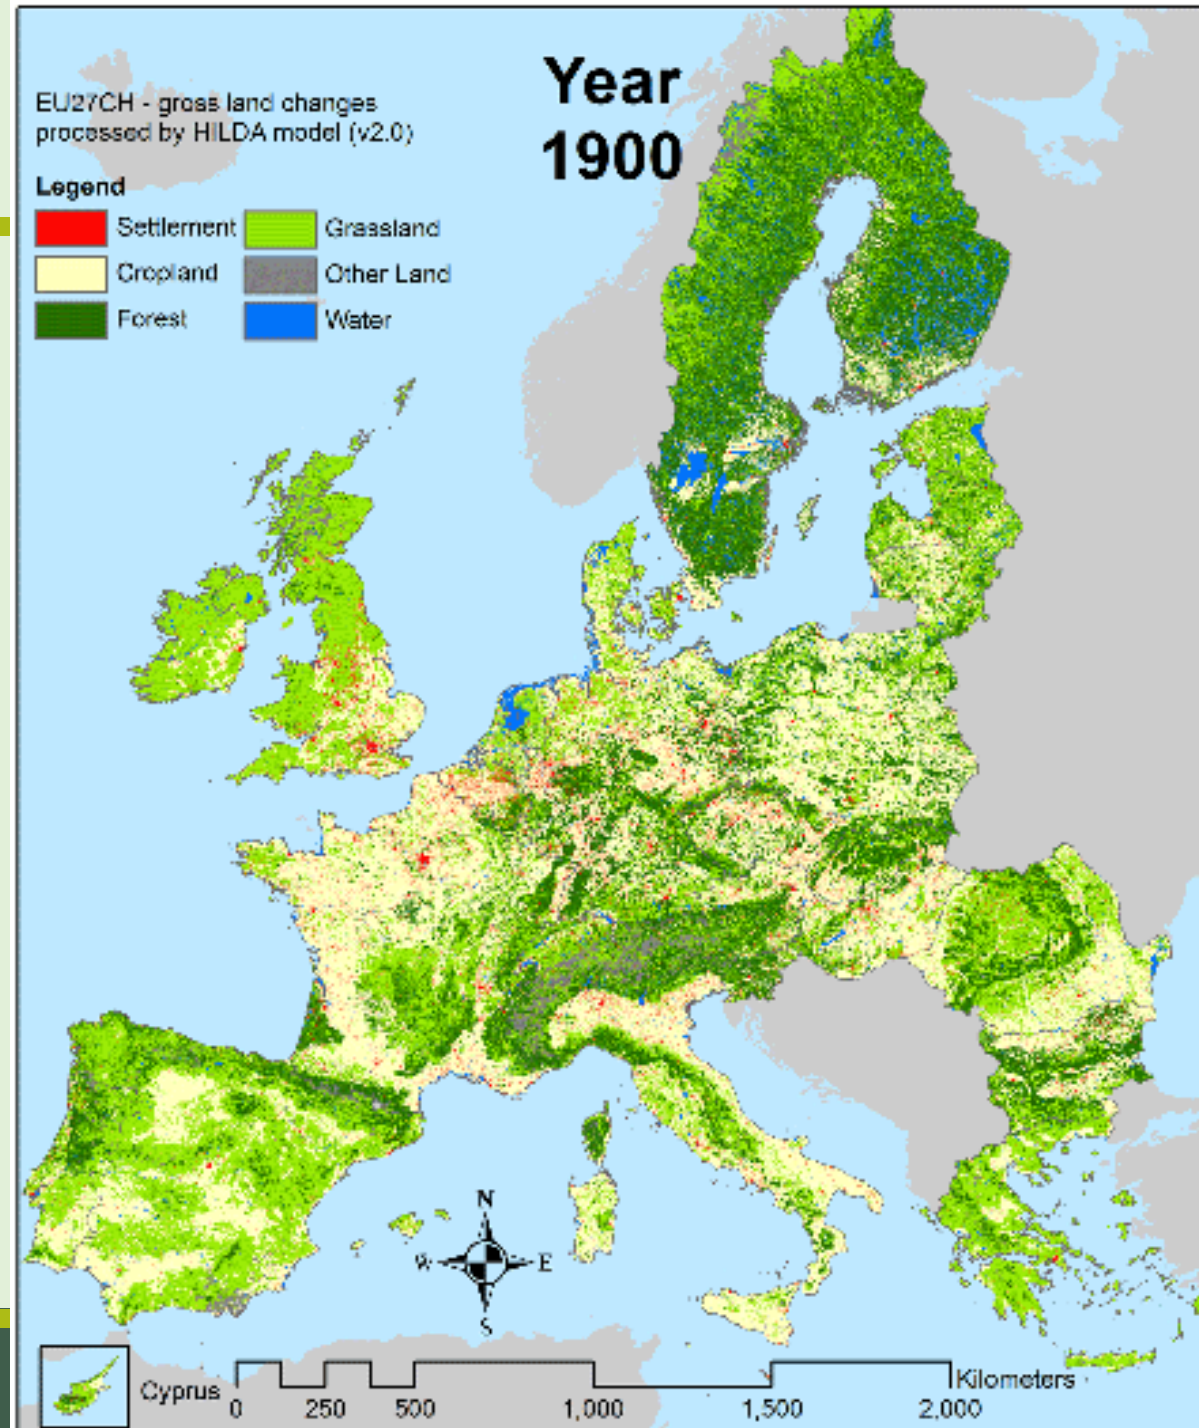 Year
1900
EU27CH - gross land changes
processed by HILDA model (v2.0)
Legend
Settlement
Grassland
Cropland
Other Land
Forest
Water
N
W
E
S
Cyprus
0
250
500
1,000
1,500
2,000
Kilometers